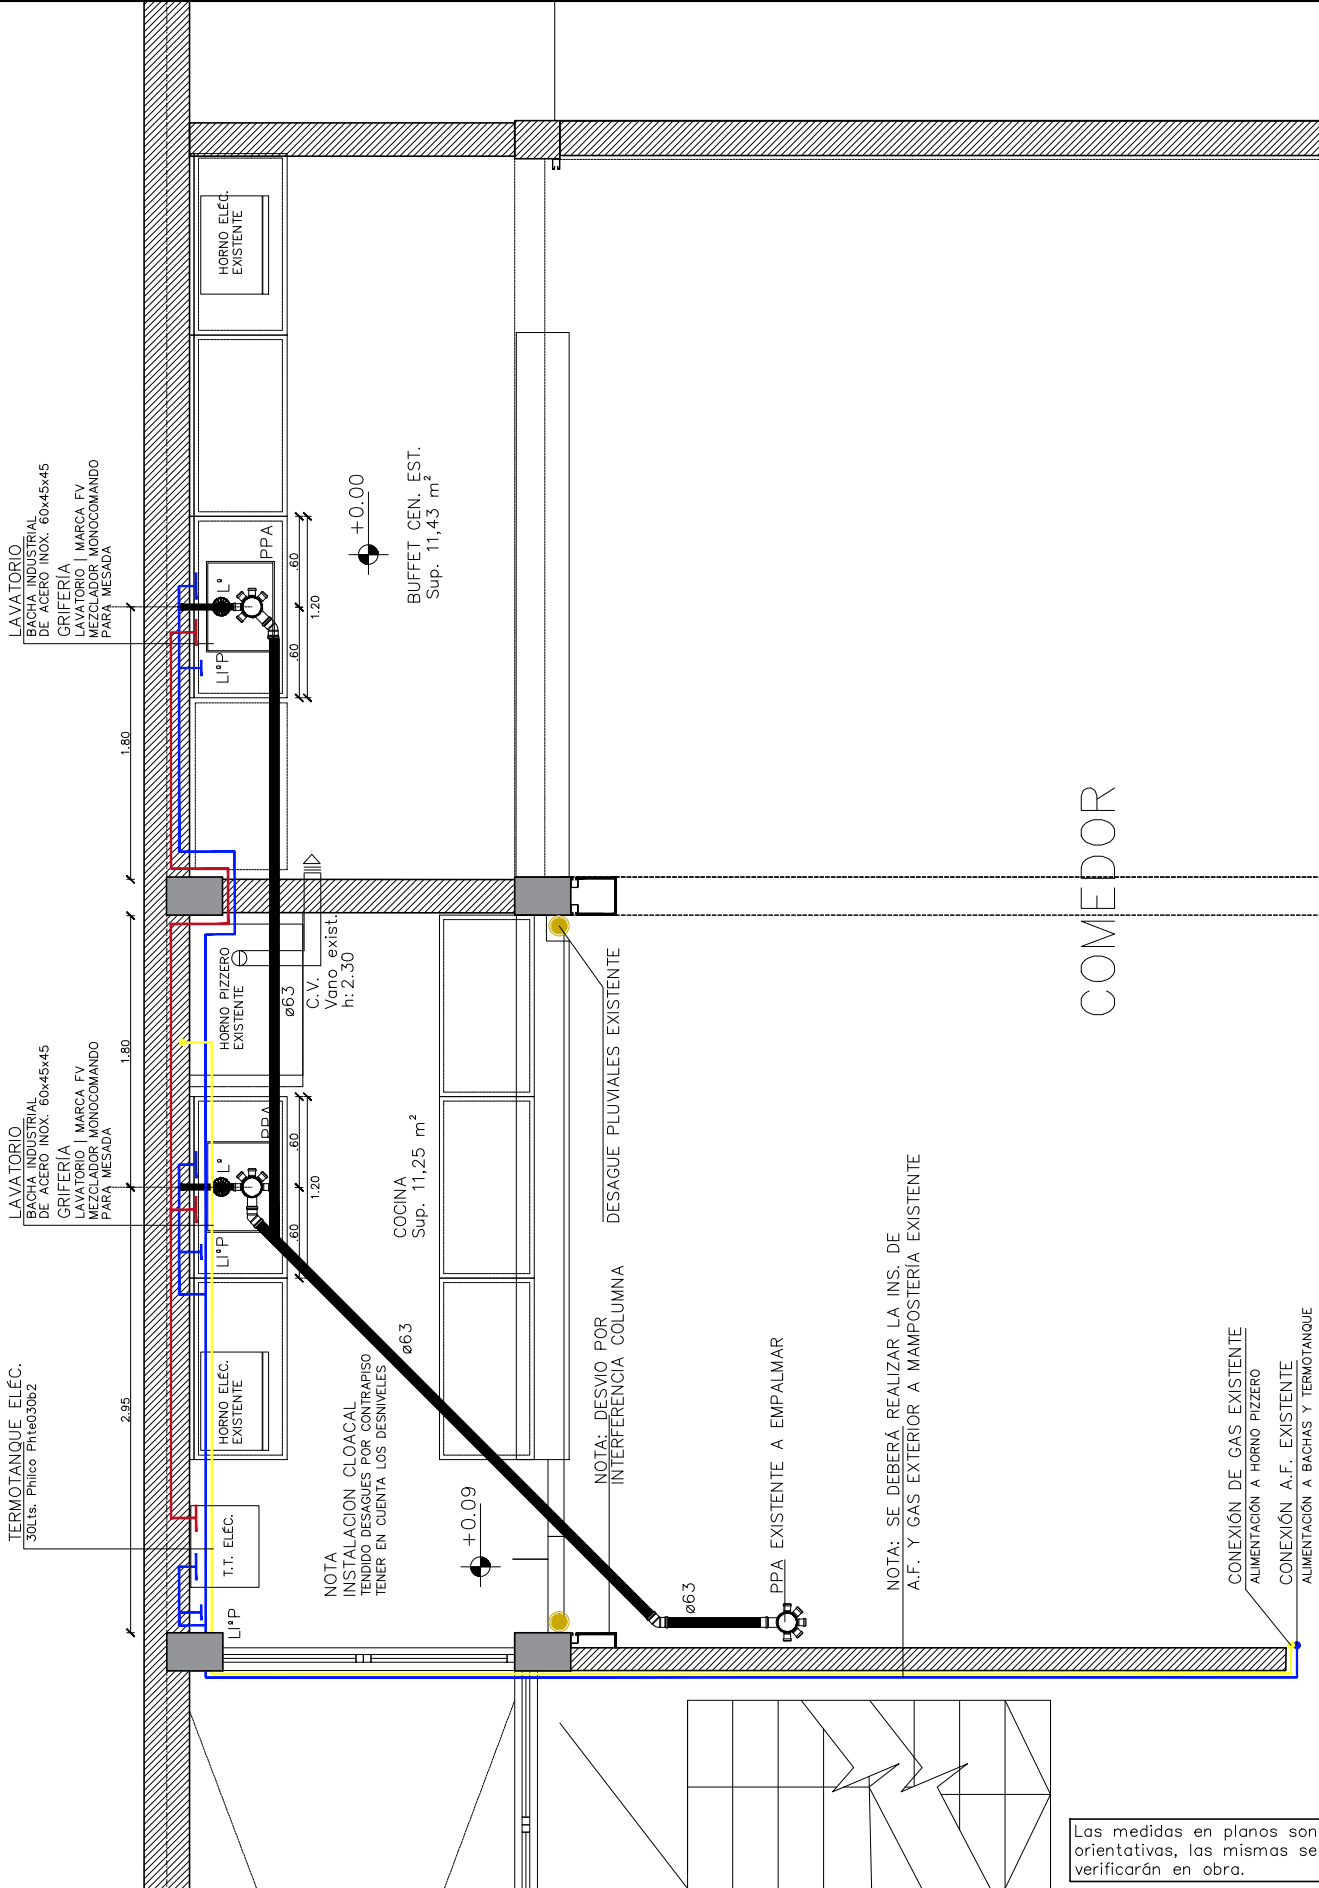 LAVATORIO
BACHA INDUSTRIAL
DE ACERO INOX. 60x45x45
GRIFERÍA
LAVATORIO | MARCA FV
MEZCLADOR MONOCOMANDO
PARA MESADA
LAVATORIO
BACHA INDUSTRIAL
DE ACERO INOX. 60x45x45
GRIFERÍA
LAVATORIO | MARCA FV
MEZCLADOR MONOCOMANDO
PARA MESADA
TERMOTANQUE ELÉC.
30Lts. Philco Phte030b2
1.80
1.80
2.95
HORNO ELÉC.
EXISTENTE
PPA
Lº
LIºP
.60
.60
1.20
+0.00
BUFFET CEN. EST.
Sup. 11,43 m²
HORNO PIZZERO
EXISTENTE
ø63
C.V.
Vano exist.
h:2.30
PPA
Lº
LIºP
.60
.60
1.20
COCINA
Sup. 11,25 m²
HORNO ELÉC.
EXISTENTE
T.T. ELÉC.
LIºP
NOTA
INSTALACION CLOACAL
TENDIDO DESAGUES POR CONTRAPISO
TENER EN CUENTA LOS DESNIVELES
ø63
+0.09
DESAGUE PLUVIALES EXISTENTE
NOTA: DESVIO POR
INTERFERENCIA COLUMNA
ø63
PPA EXISTENTE A EMPALMAR
NOTA: SE DEBERÁ REALIZAR LA INS. DE
A.F. Y GAS EXTERIOR A MAMPOSTERÍA EXISTENTE
COMEDOR
CONEXIÓN DE GAS EXISTENTE
ALIMENTACIÓN A HORNO PIZZERO
CONEXIÓN A.F. EXISTENTE
ALIMENTACIÓN A BACHAS Y TERMOTANQUE
Las medidas en planos son
orientativas, las mismas se
verificarán en obra.